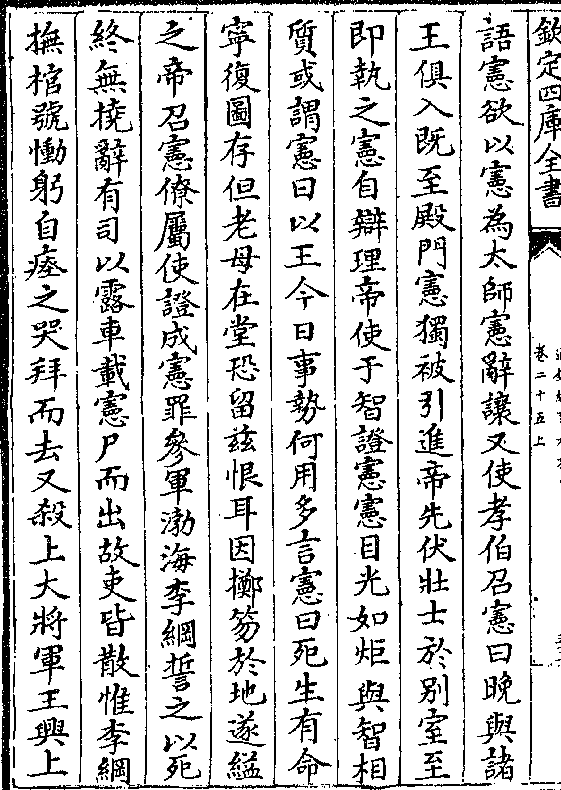 欽定四庫全書
卷二十五上
語憲欲以憲為太師憲辭讓又使孝伯召憲曰晚與諸
王俱入既至殿門憲獨被引進帝先伏壯士於別室至
即執之憲自辯理帝使于智證憲憲目光如炬與智相
質或謂憲曰以王今日事勢何用多言憲曰死生有命
寧復圖存但老母在堂恐留茲恨耳因擲笏於地遂縊
之帝召憲僚屬使證成憲罪參軍渤海李綱誓之以死
終無撓辭有司以露車載憲尸而出故吏皆散惟李綱
撫棺號慟躬自瘞之哭拜而去又殺上大將軍王興上